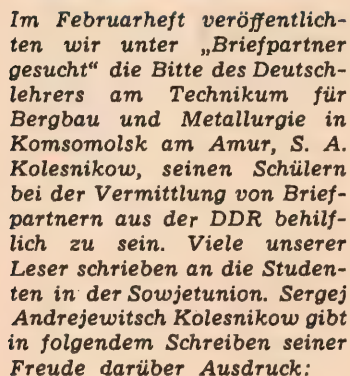 Im Februarheft veröffentlich-
ten wir unter „Briefpartner
gesucht“ die Bitte des Deutsch-
lehrers am Technikum für
Bergbau und Metallurgie in
Komsomolsk am Amur, S. A.
Kolesnikow, seinen Schülern
bei der Vermittlung von Brief-
partnern aus der DDR behilf-
lich zu sein. Viele unserer
Leser schrieben an die Studen-
ten in der Sowjetunion. Sergej
Andrejewitsch Kolesnikow gibt
in folgendem Schreiben seiner
Freude darüber Ausdruck: